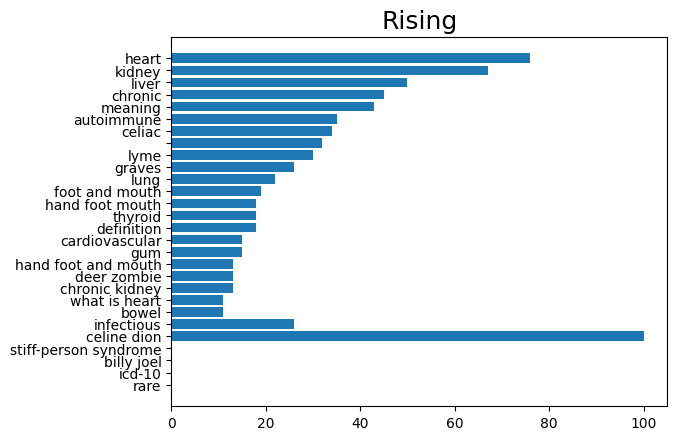 Rising
heart
kidney
liver
chronic
meaning
autoimmune
celiac
lyme
graves
lung
foot and mouth
hand foot mouth
thyroid
definition
cardiovascular
gum
hand foot and mouth
deer zombie
chronic kidney
what is heart
bowel
infectious
celine dion
stiff-person syndrome
billy joel
icd-10
rare
0 20 40 60 80 100